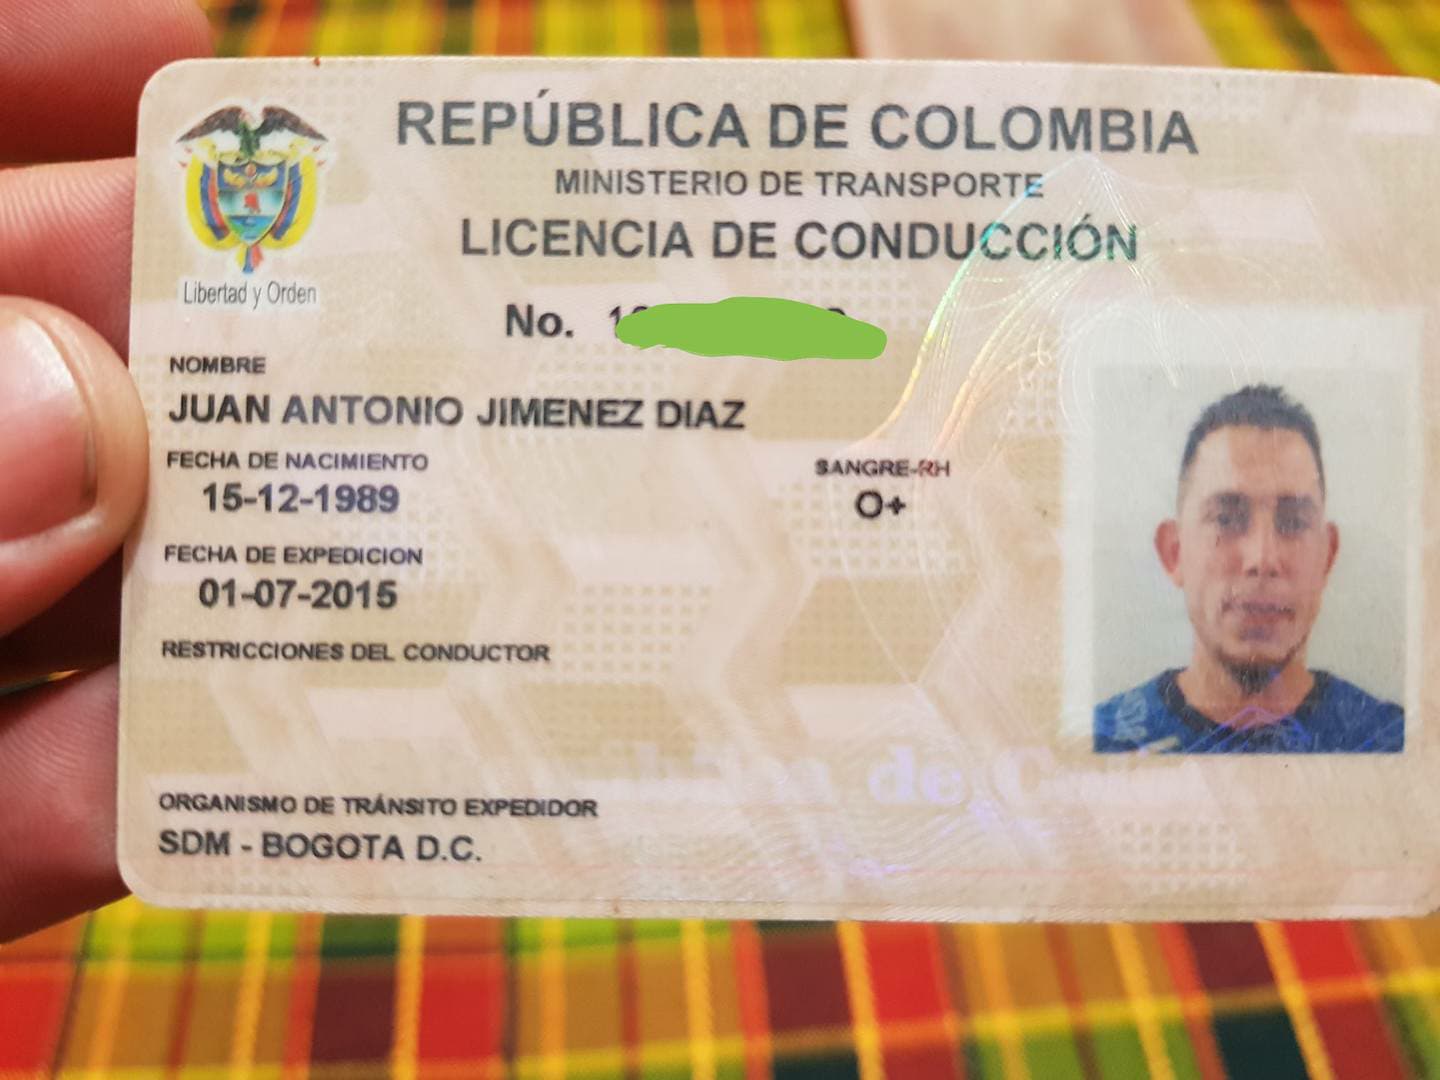 REPÚBLICA DE COLOMBIA
MINISTERIO DE TRANSPORTE
LICENCIA DE CONDUCCIÓN
Libertad y Orden
No.
NOMBRE
JUAN ANTONIO JIMENEZ DIAZ
FECHA DE NACIMIENTO
15-12-1989
SANGRE-RH
O+
FECHA DE EXPEDICION
01-07-2015
RESTRICCIONES DEL CONDUCTOR
de
ORGANISMO DE TRÁNSITO EXPEDIDOR
SDM - BOGOTA D.C.